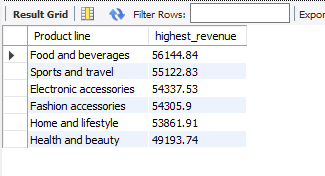 Result Grid Filter Rows: Expor
Product line highest_revenue
Food and beverages 56144.84
Sports and travel 55122.83
Electronic accessories 54337.53
Fashion accessories 54305.9
Home and lifestyle 53861.91
Health and beauty 49193.74